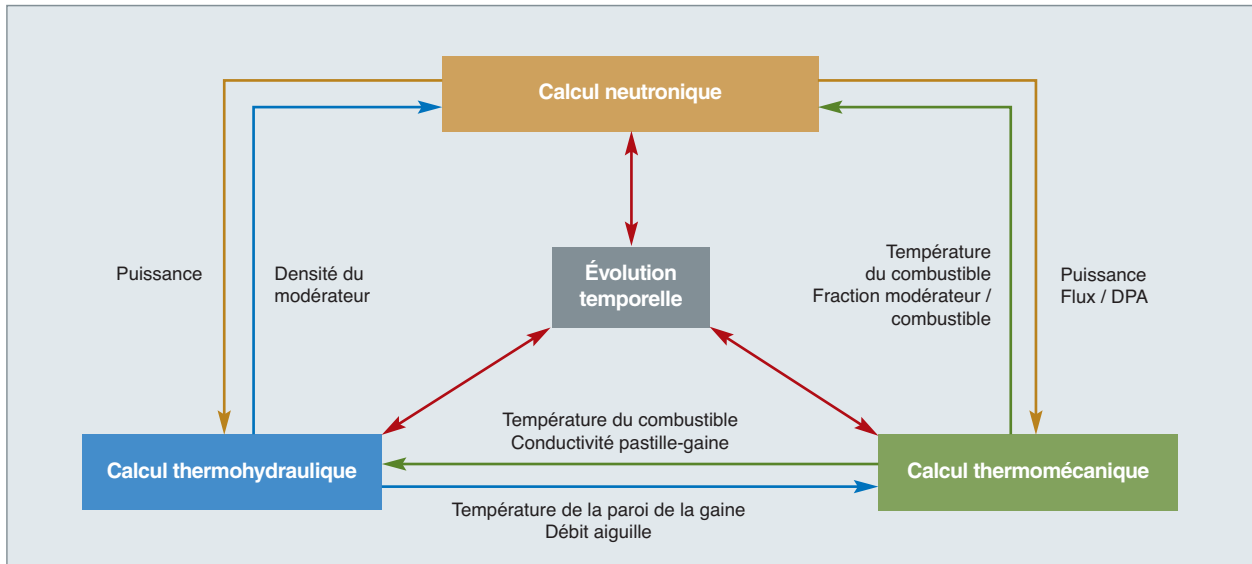 Calcul neutronique
Puissance
Densité du
modérateur
Évolution
temporelle
Température
du combustible
Fraction modérateur /
combustible
Puissance
Flux / DPA
Température du combustible
Conductivité pastille-gaine
Calcul thermohydraulique
Calcul thermomécanique
Température de la paroi de la gaine
Débit aiguille